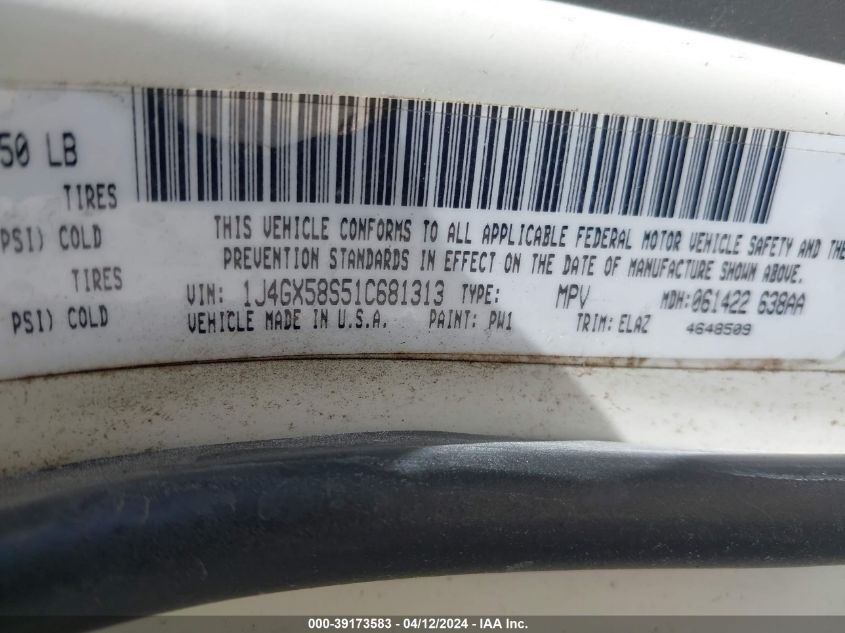 50 LB
TIRES
PSI) COLD
TIRES
PSI) COLD
THIS VEHICLE CONFORMS TO ALL APPLICABLE FEDERAL MOTOR VEHICLE SAFETY AND THE
PREVENTION STANDARDS IN EFFECT ON THE DATE OF MANUFACTURE SHOWN ABOVE.
VIN: 1J4GX58S51C681313 TYPE: MPV MDH:061422 638AA
VEHICLE MADE IN U.S.A. PAINT: PW1 TRIM: ELAZ 4648509
000-39173583 - 04/12/2024 - IAA Inc.